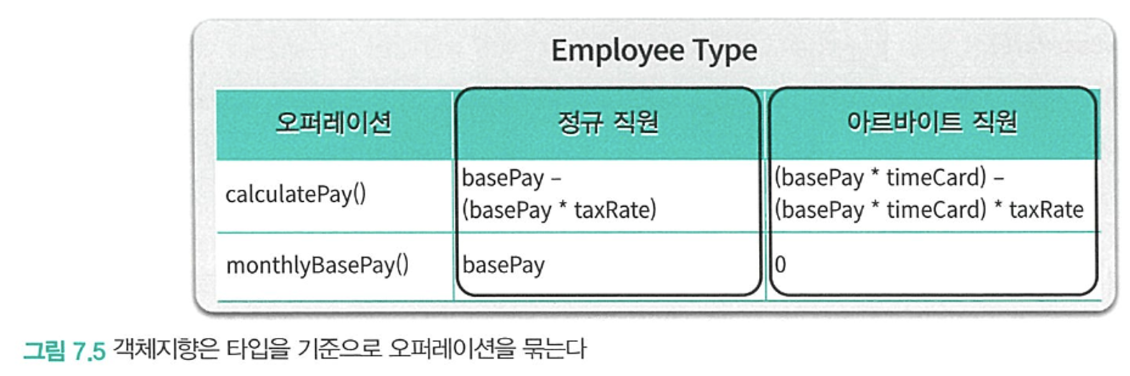 Employee Type
오퍼레이션 정규 직원 아르바이트 직원
calculatePay() basePay – (basePay * timeCard) –
(basePay * taxRate) (basePay * timeCard) * taxRate
monthlyBasePay() basePay 0
그림 7.5 객체지향은 타입을 기준으로 오퍼레이션을 묶는다